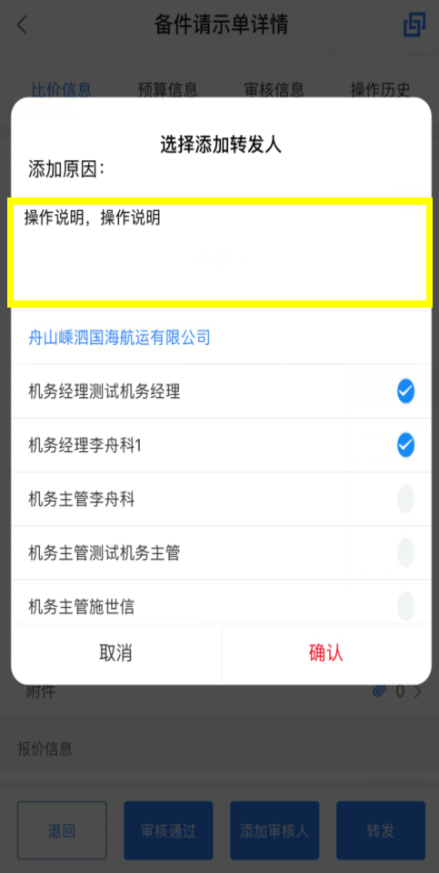 备件请示单详情
比价信息 预算信息 审核信息 操作历史
选择添加转发人
添加原因：
操作说明，操作说明
舟山嵊泗国海航运有限公司
机务经理测试机务经理
机务经理李舟科1
机务主管李舟科
机务主管测试机务主管
机务主管施世信
取消 确认
附件 0
报价信息
退回 审核通过 添加审核人 转发